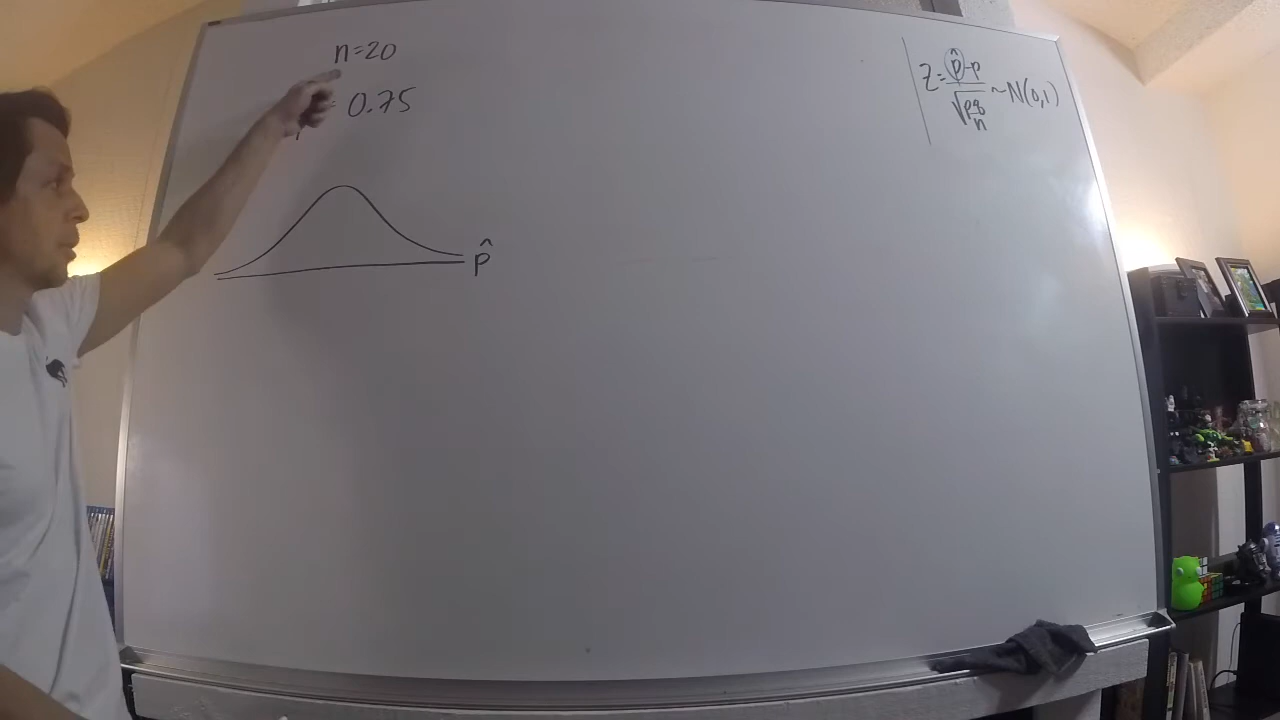 n=20
= 0.75
p̂
Z = (p̂ - p) / √(pq/n) ~ N(0,1)